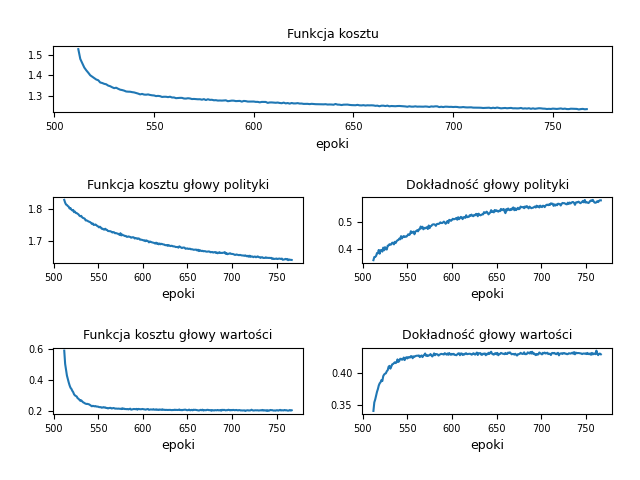 Funkcja kosztu
1.5
1.4
1.3
500 550 600 650 700 750
epoki
Funkcja kosztu głowy polityki
Dokładność głowy polityki
1.8
1.7
500 550 600 650 700 750
epoki
0.5
0.4
500 550 600 650 700 750
epoki
Funkcja kosztu głowy wartości
Dokładność głowy wartości
0.6
0.4
0.2
500 550 600 650 700 750
epoki
0.40
0.35
500 550 600 650 700 750
epoki